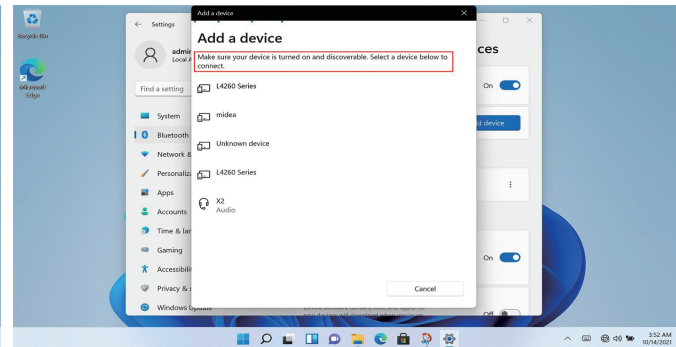 Recycle Bin
Microsoft
Edge
Settings
admin
Local A
Find a setting
System
Bluetooth
Network &
Personaliza
Apps
Accounts
Time & lan
Gaming
Accessibili
Privacy & s
Windows Update
Add a device
Add a device
Make sure your device is turned on and discoverable. Select a device below to
connect.
L4260 Series
midea
Unknown device
L4260 Series
X2
Audio
Cancel
ces
On
d device
On
Off
3:52 AM
10/14/2021